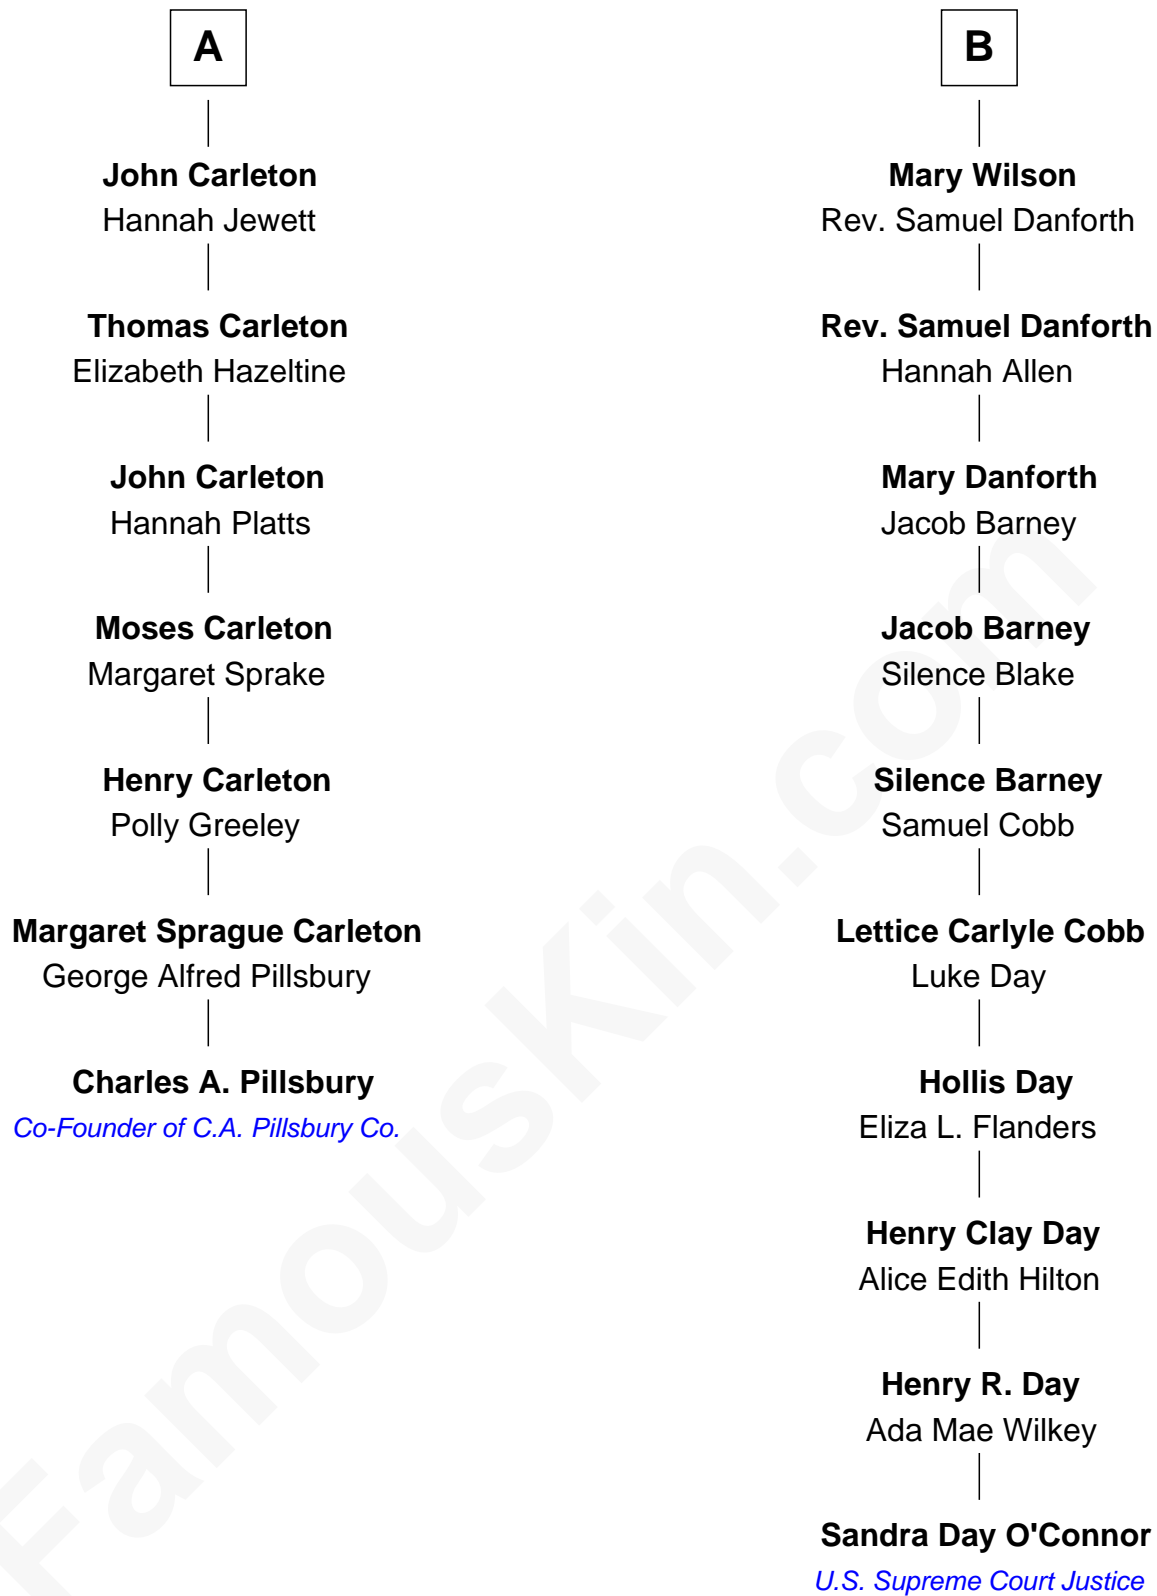 A
John Carleton
Hannah Jewett
Thomas Carleton
Elizabeth Hazeltine
John Carleton
Hannah Platts
Moses Carleton
Margaret Sprake
Henry Carleton
Polly Greeley
Margaret Sprague Carleton
George Alfred Pillsbury
Charles A. Pillsbury
Co-Founder of C.A. Pillsbury Co.
B
Mary Wilson
Rev. Samuel Danforth
Rev. Samuel Danforth
Hannah Allen
Mary Danforth
Jacob Barney
Jacob Barney
Silence Blake
Silence Barney
Samuel Cobb
Lettice Carlyle Cobb
Luke Day
Hollis Day
Eliza L. Flanders
Henry Clay Day
Alice Edith Hilton
Henry R. Day
Ada Mae Wilkey
Sandra Day O'Connor
U.S. Supreme Court Justice
FamousKin.com